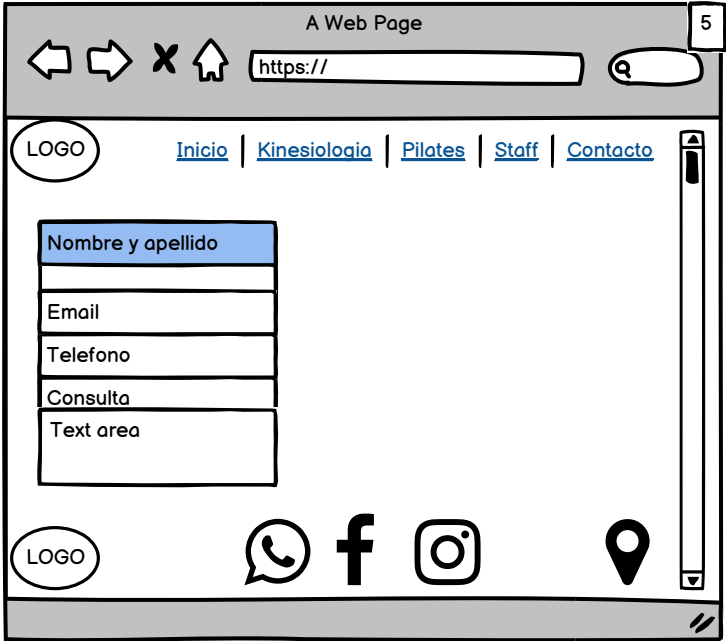 A Web Page
5
https://
LOGO
Inicio Kinesiologia Pilates Staff Contacto
Nombre y apellido
Email
Telefono
Consulta
Text area
LOGO